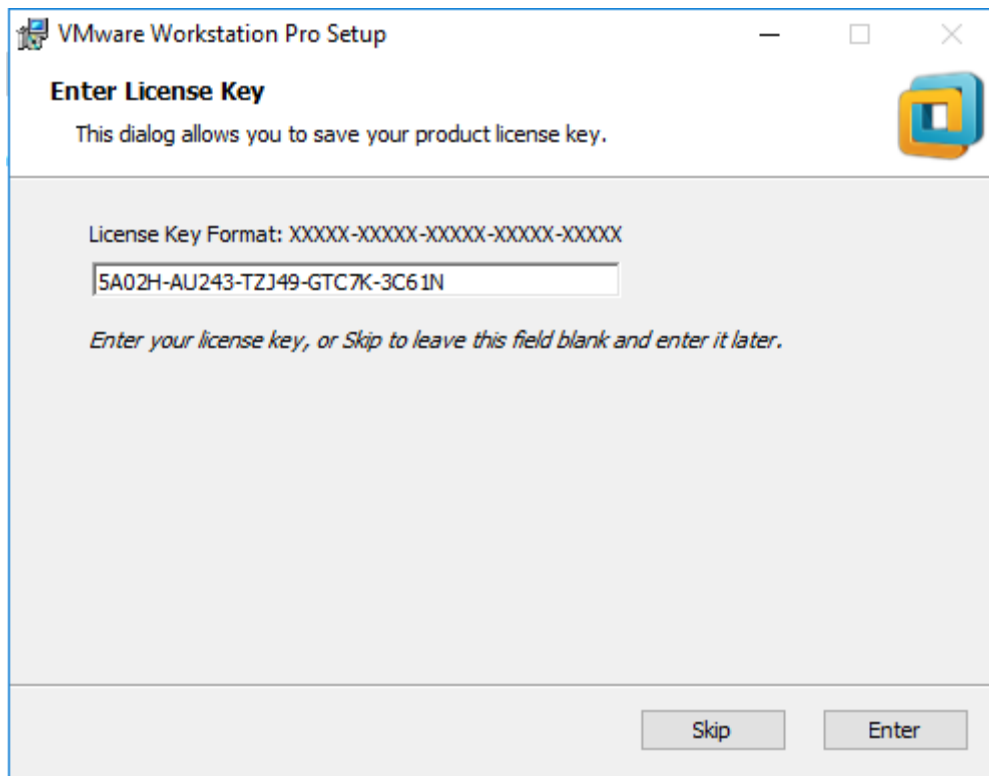 VMware Workstation Pro Setup
Enter License Key
This dialog allows you to save your product license key.
License Key Format: XXXXX-XXXXX-XXXXX-XXXXX-XXXXX
5A02H-AU243-TZJ49-GTC7K-3C61N
Enter your license key, or Skip to leave this field blank and enter it later.
Skip Enter